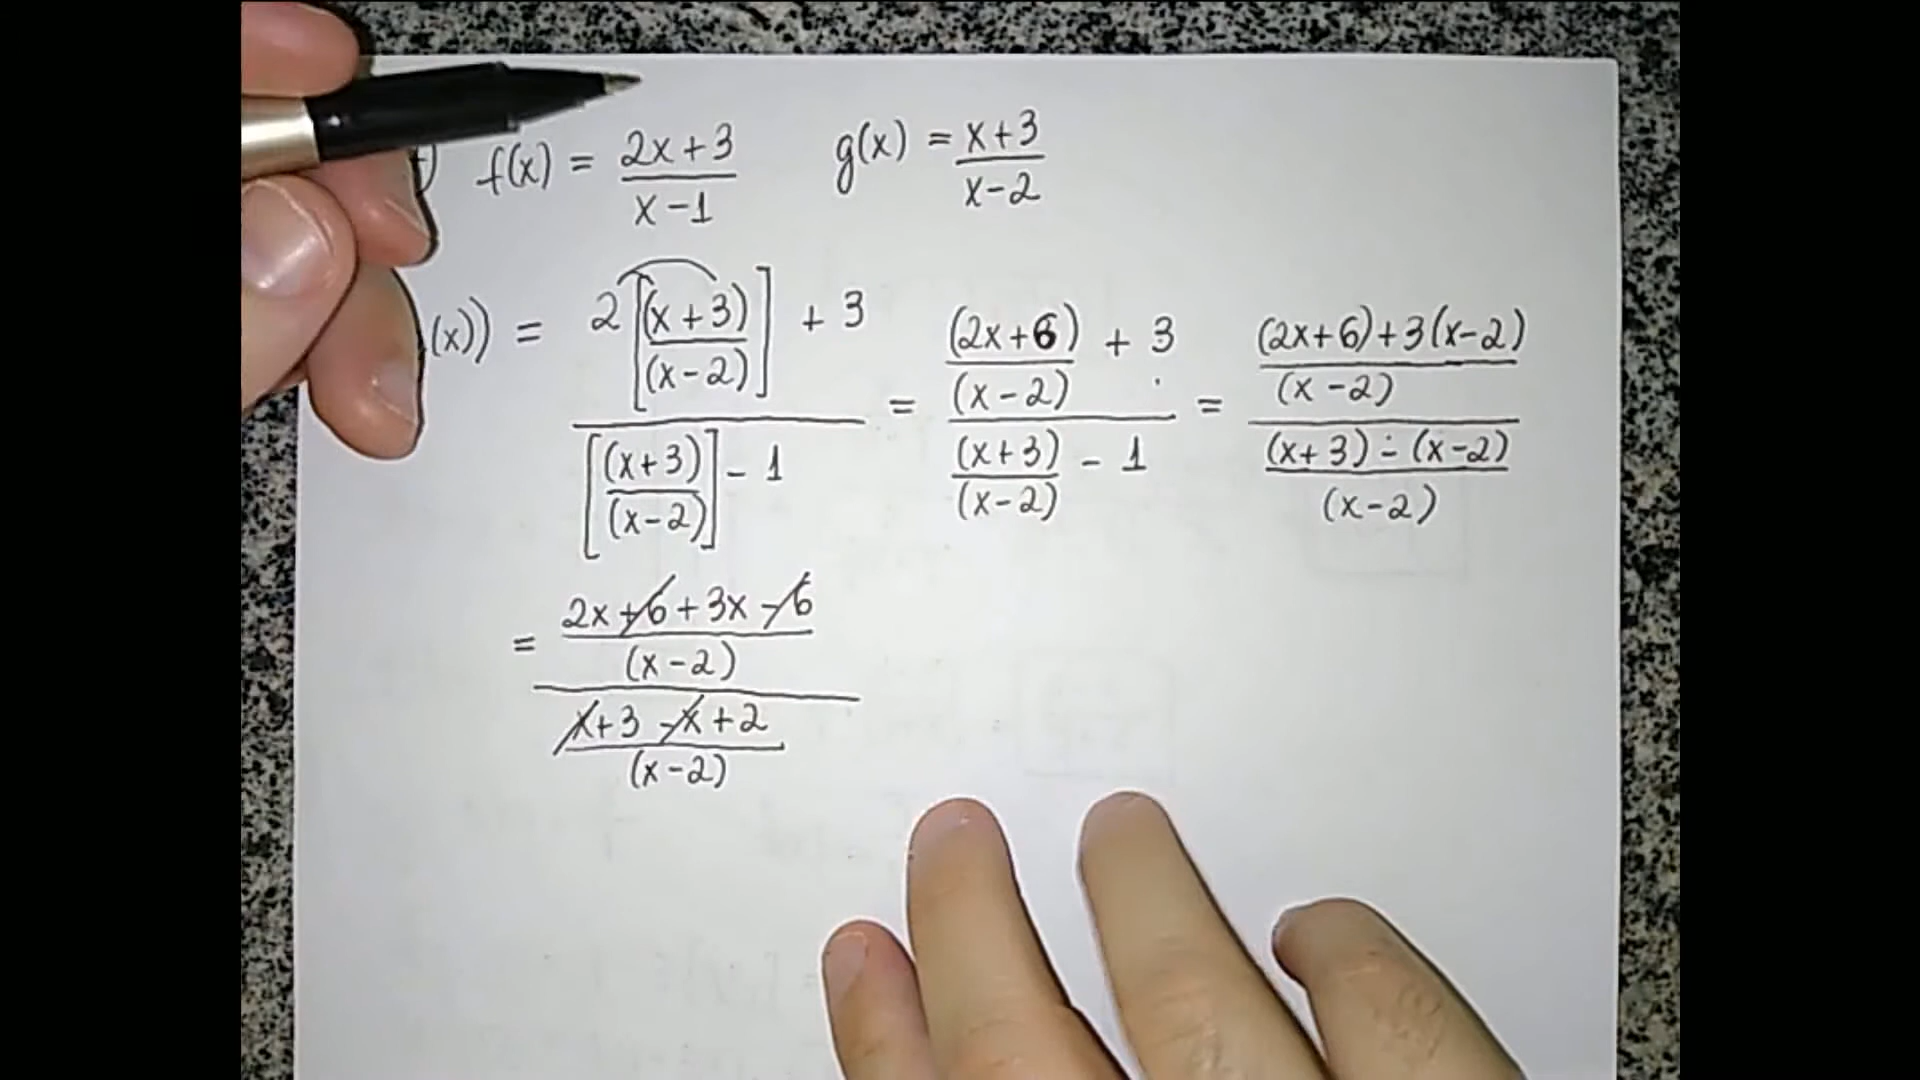 f) f(x) = (2x+3)/(x-1) g(x) = (x+3)/(x-2)
(x)) = (2[(x+3)/(x-2)] + 3)/([(x+3)/(x-2)] - 1) = ((2x+6)/(x-2) + 3)/((x+3)/(x-2) - 1) = (((2x+6)+3(x-2))/(x-2))/(((x+3)-(x-2))/(x-2))
= ((2x+6+3x-6)/(x-2))/((x+3-x+2)/(x-2))